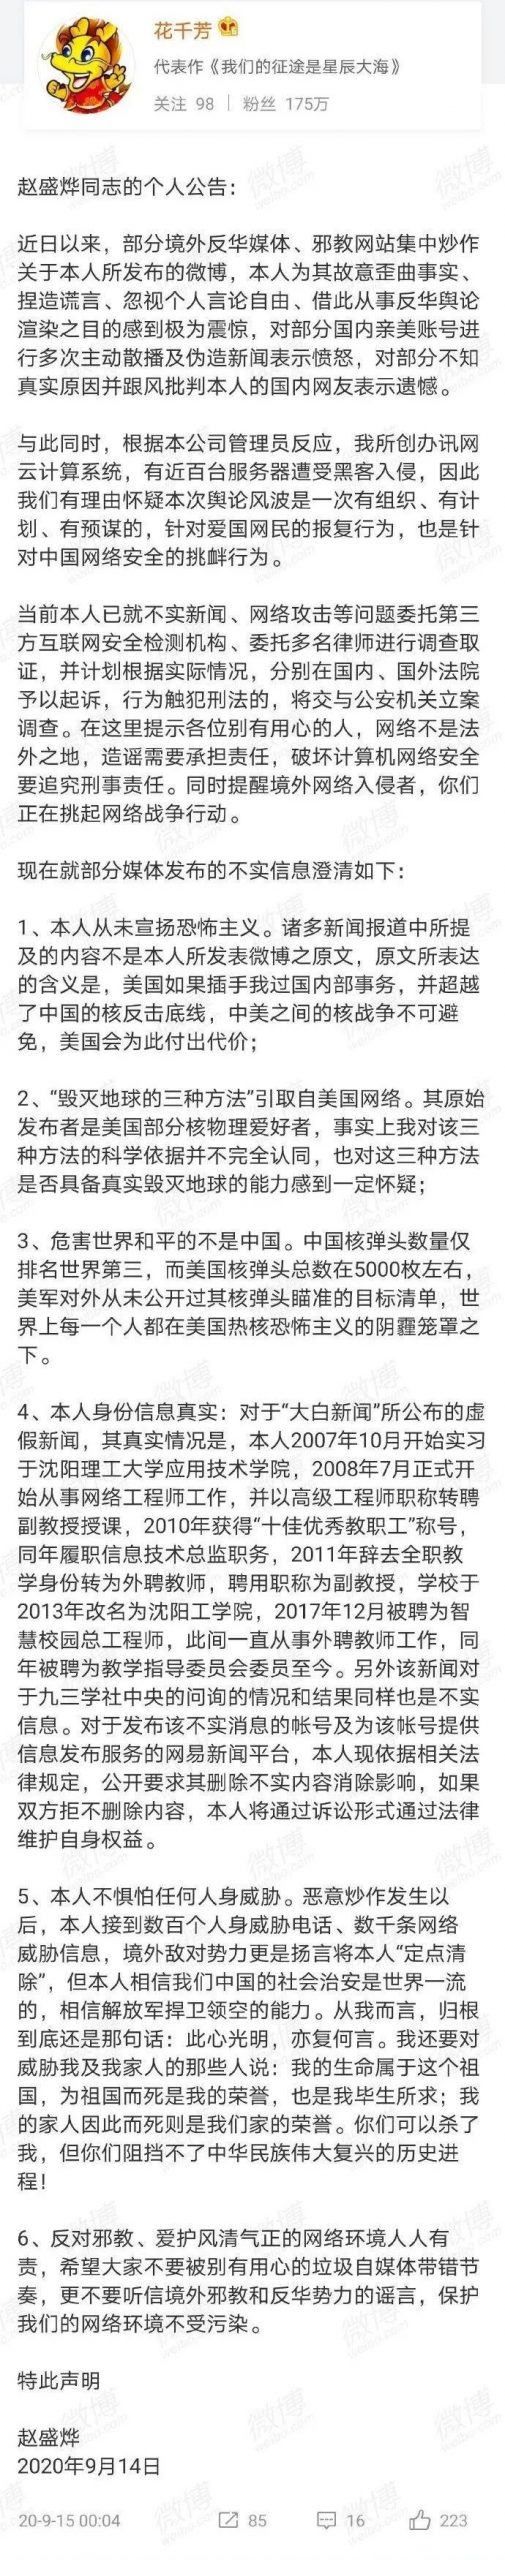 花千芳
代表作《我们的征途是星辰大海》
关注 98 | 粉丝 175万
赵盛烨同志的个人公告：
近日以来，部分境外反华媒体、邪教网站集中炒作
关于本人所发布的微博，本人为其故意歪曲事实、
捏造谎言、忽视个人言论自由、借此从事反华舆论
渲染之目的感到极为震惊，对部分国内亲美账号进
行多次主动散播及伪造新闻表示愤怒，对部分不知
真实原因并跟风批判本人的国内网友表示遗憾。
与此同时，根据本公司管理员反应，我所创办讯网
云计算系统，有近百台服务器遭受黑客入侵，因此
我们有理由怀疑本次舆论风波是一次有组织、有计
划、有预谋的，针对爱国网民的报复行为，也是针
对中国网络安全的挑衅行为。
当前本人已就不实新闻、网络攻击等问题委托第三
方互联网安全检测机构、委托多名律师进行调查取
证，并计划根据实际情况，分别在国内、国外法院
予以起诉，行为触犯刑法的，将交与公安机关立案
调查。在这里提示各位别有用心的人，网络不是法
外之地，造谣需要承担责任，破坏计算机网络安全
要追究刑事责任。同时提醒境外网络入侵者，你们
正在挑起网络战争行动。
现在就部分媒体发布的不实信息澄清如下：
1、本人从未宣扬恐怖主义。诸多新闻报道中所提
及的内容不是本人所发表微博之原文，原文所表达
的含义是，美国如果插手我过国内部事务，并超越
了中国的核反击底线，中美之间的核战争不可避
免，美国会为此付出代价；
2、“毁灭地球的三种方法”引取自美国网络。其原始
发布者是美国部分核物理爱好者，事实上我对该三
种方法的科学依据并不完全认同，也对这三种方法
是否具备真实毁灭地球的能力感到一定怀疑；
3、危害世界和平的不是中国。中国核弹头数量仅
排名世界第三，而美国核弹头总数在5000枚左右，
美军对外从未公开过其核弹头瞄准的目标清单，世
界上每一个人都在美国热核恐怖主义的阴霾笼罩之
下。
4、本人身份信息真实：对于“大白新闻”所公布的虚
假新闻，其真实情况是，本人2007年10月开始实习
于沈阳理工大学应用技术学院，2008年7月正式开
始从事网络工程师工作，并以高级工程师职称转聘
副教授授课，2010年获得“十佳优秀教职工”称号，
同年履职信息技术总监职务，2011年辞去全职教
学身份转为外聘教师，聘用职称为副教授，学校于
2013年改名为沈阳工学院，2017年12月被聘为智
慧校园总工程师，此间一直从事外聘教师工作，同
年被聘为教学指导委员会委员至今。另外该新闻对
于九三学社中央的问询的情况和结果同样也是不实
信息。对于发布该不实消息的帐号及为该帐号提供
信息发布服务的网易新闻平台，本人现依据相关法
律规定，公开要求其删除不实内容消除影响，如果
双方拒不删除内容，本人将通过诉讼形式通过法律
维护自身权益。
5、本人不惧怕任何人身威胁。恶意炒作发生以
后，本人接到数百个人身威胁电话、数千条网络
威胁信息，境外敌对势力更是扬言将本人“定点清
除”，但本人相信我们中国的社会治安是世界一流
的，相信解放军捍卫领空的能力。从我而言，归根
到底还是那句话：此心光明，亦复何言。我还要对
威胁我及我家人的那些人说：我的生命属于这个祖
国，为祖国而死是我的荣誉，也是我毕生所求；我
的家人因此而死则是我们家的荣誉。你们可以杀了
我，但你们阻挡不了中华民族伟大复兴的历史进
程！
6、反对邪教、爱护风清气正的网络环境人人有
责，希望大家不要被别有用心的垃圾自媒体带错节
奏，更不要听信境外邪教和反华势力的谣言，保护
我们的网络环境不受污染。
特此声明
赵盛烨
2020年9月14日
20-9-15 00:04 85 16 223